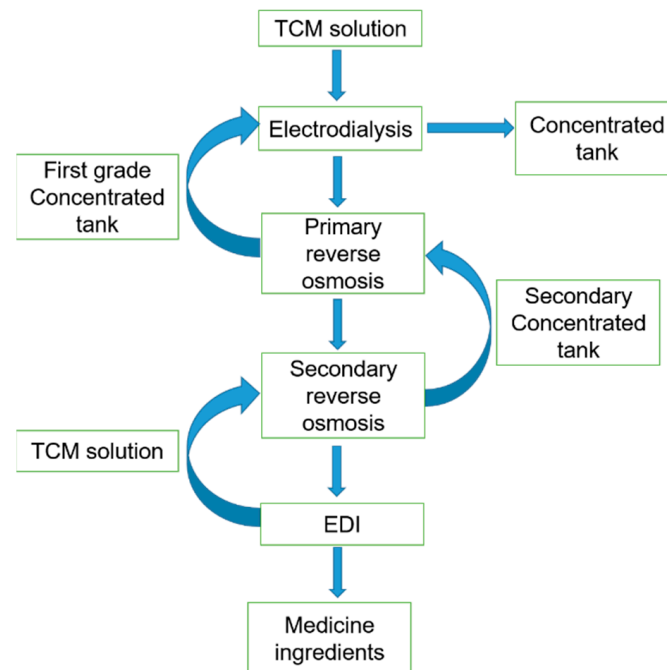 TCM solution
Electrodialysis
Concentrated
tank
First grade
Concentrated
tank
Primary
reverse
osmosis
Secondary
Concentrated
tank
Secondary
reverse
osmosis
TCM solution
EDI
Medicine
ingredients